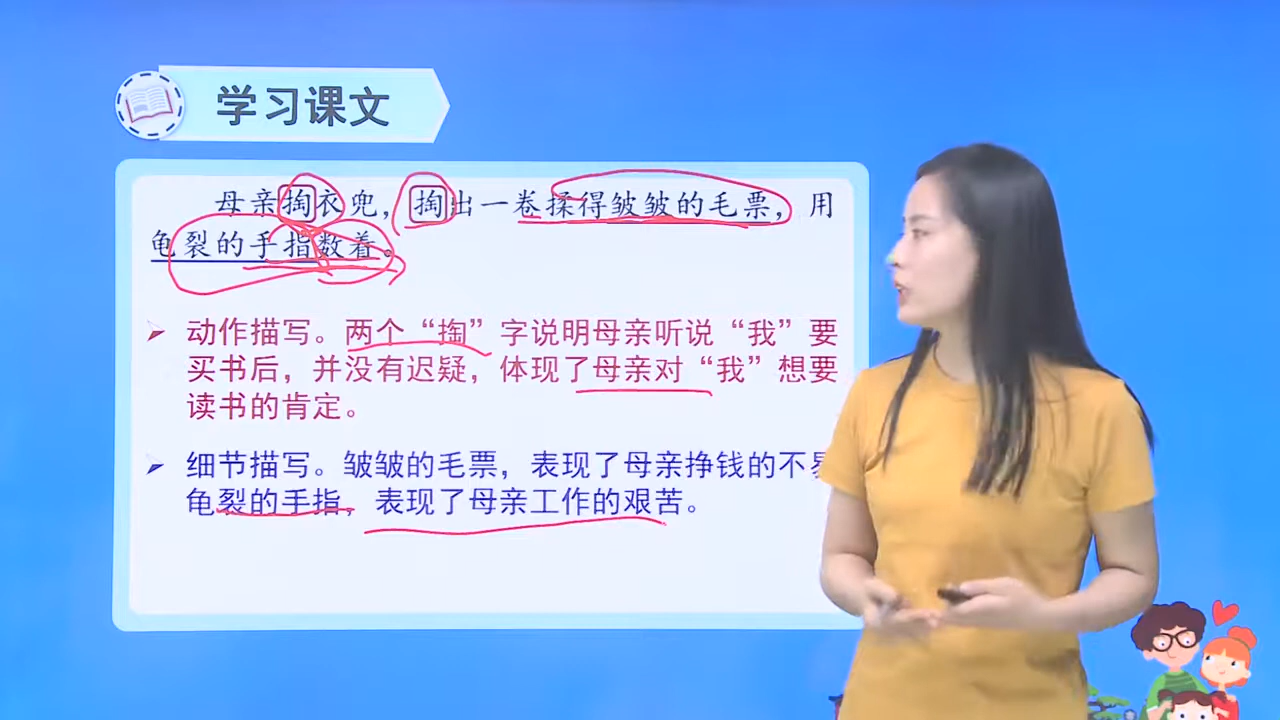 学习课文
母亲掏衣兜，掏出一卷揉得皱皱的毛票，用
龟裂的手指数着。
动作描写。两个“掏”字说明母亲听说“我”要
买书后，并没有迟疑，体现了母亲对“我”想要
读书的肯定。
细节描写。皱皱的毛票，表现了母亲挣钱的不易
龟裂的手指，表现了母亲工作的艰苦。